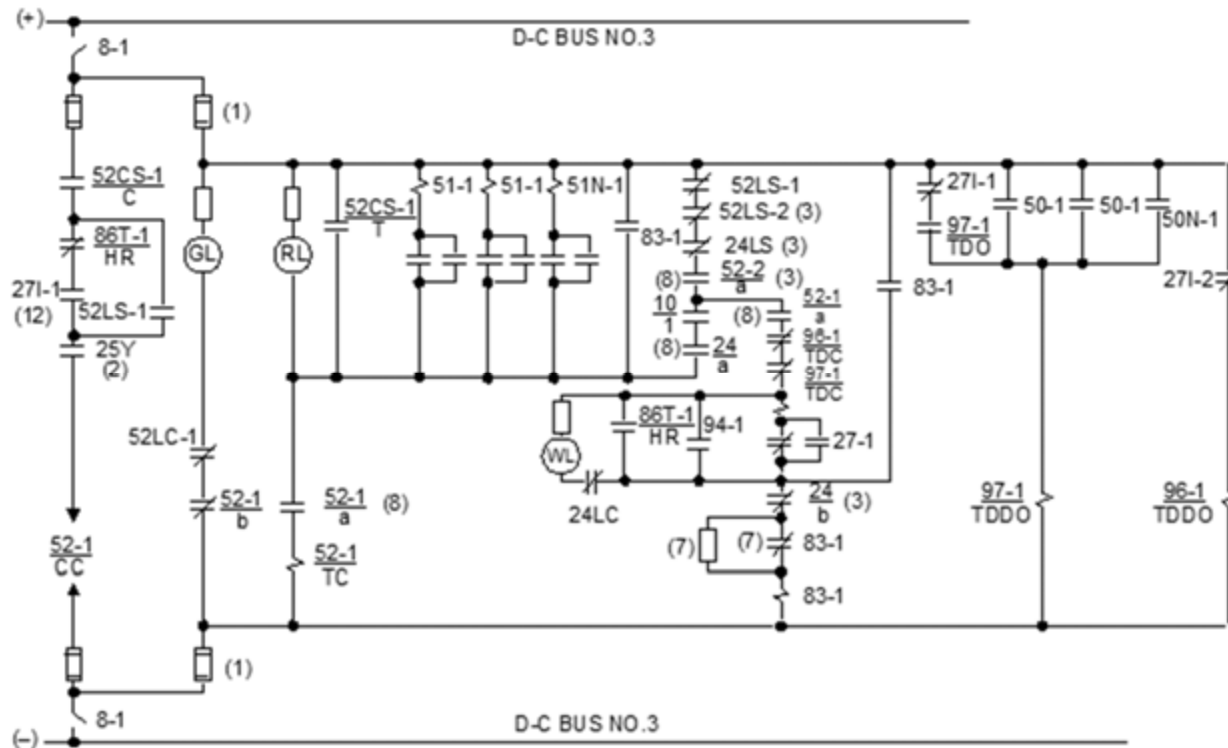 (+)
D-C BUS NO.3
8-1
(1)
52CS-1
C
86T-1
HR
27I-1
(12)
52LS-1
25Y
(2)
GL
RL
52CS-1
T
51-1
51-1
51N-1
83-1
52LS-1
52LS-2 (3)
24LS (3)
(8) 52-2 (3)
a
10
1
(8) 24
a
(8) 52-1
a
96-1
TDC
97-1
TDC
83-1
27I-1
97-1
TDO
50-1
50-1
50N-1
27I-2
52LC-1
52-1
b
52-1 (8)
a
52-1
TC
WL
86T-1
HR
94-1
27-1
24LC
24 (3)
b
(7)
(7) 83-1
83-1
97-1
TDDO
96-1
TDDO
52-1
CC
(1)
8-1
D-C BUS NO.3
(–)